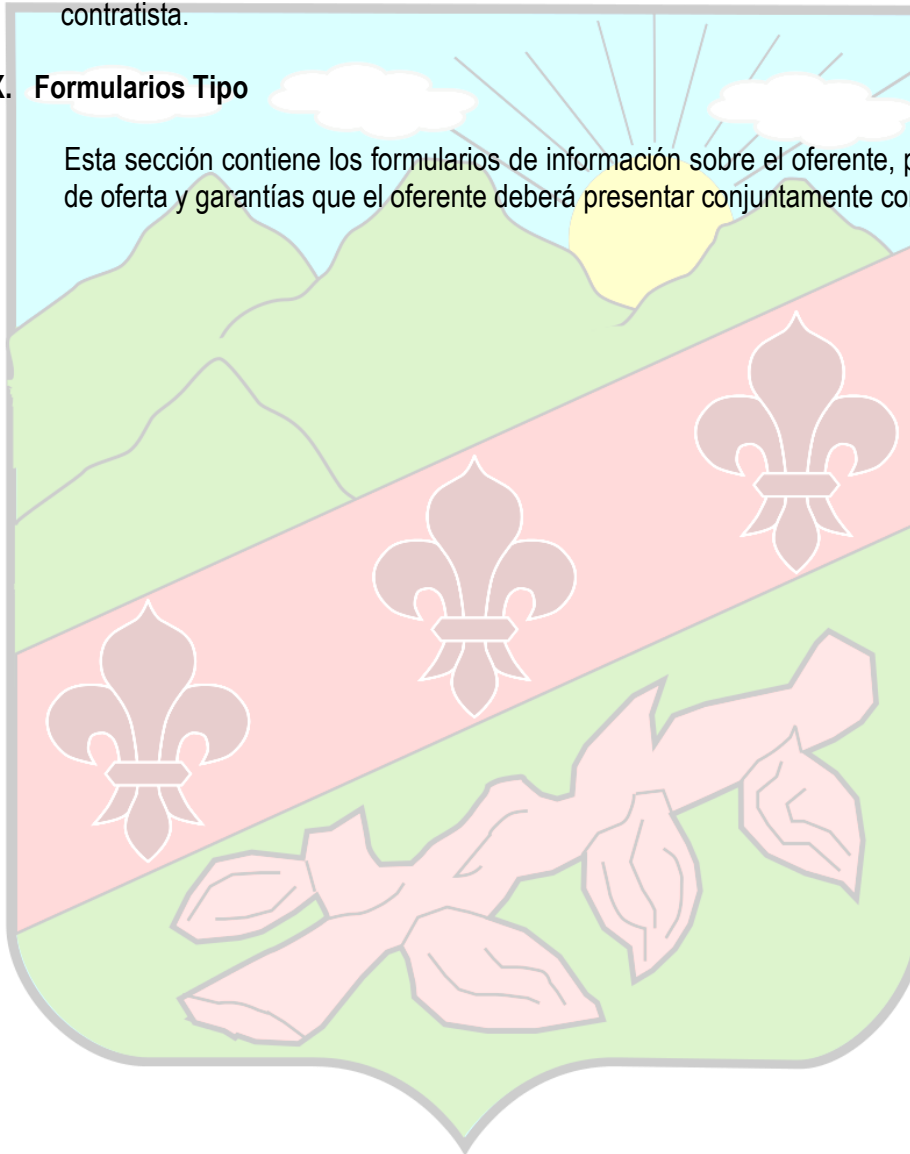 contratista.
X. Formularios Tipo
Esta sección contiene los formularios de información sobre el oferente, p
de oferta y garantías que el oferente deberá presentar conjuntamente co